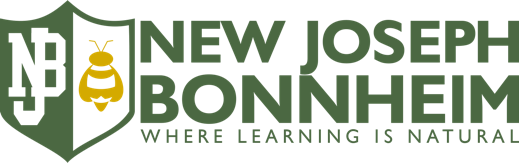 NJB
NEW JOSEPH
BONNHEIM
WHERE LEARNING IS NATURAL